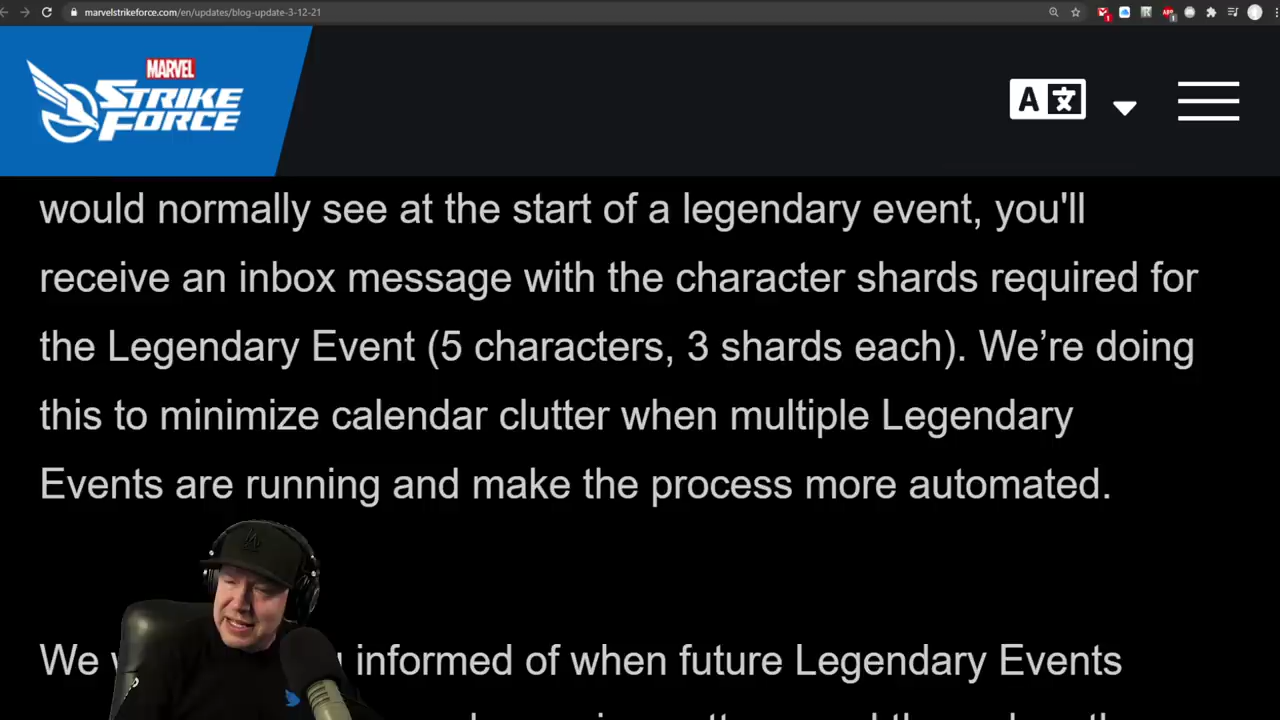 marvelstrikeforce.com/en/updates/blog-update-3-12-21
MARVEL
STRIKE
FORCE
A 文
would normally see at the start of a legendary event, you'll
receive an inbox message with the character shards required for
the Legendary Event (5 characters, 3 shards each). We’re doing
this to minimize calendar clutter when multiple Legendary
Events are running and make the process more automated.
We informed of when future Legendary Events